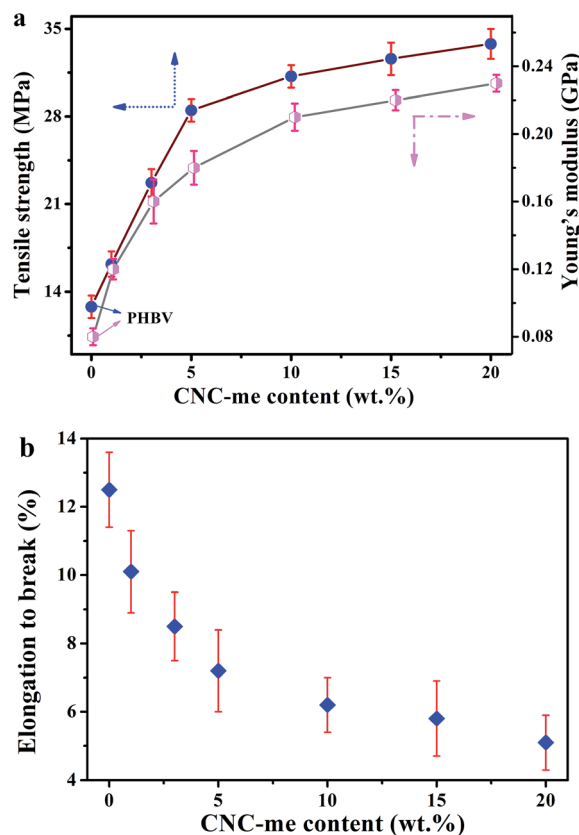 a
35
28
21
14
Tensile strength (MPa)
0.24
0.20
0.16
0.12
0.08
Young's modulus (GPa)
PHBV
0 5 10 15 20
CNC-me content (wt.%)
b
14
12
10
8
6
4
Elongation to break (%)
0 5 10 15 20
CNC-me content (wt.%)